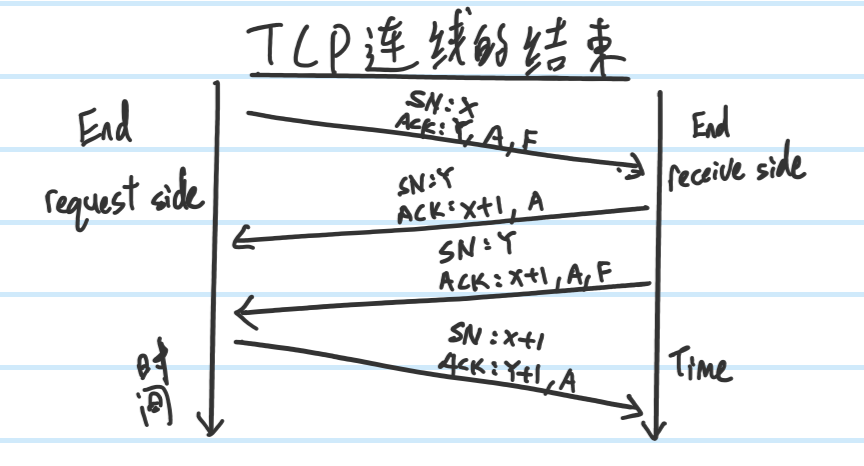 TCP连线的结束
End
request side
SN:X
ACK:Y, A, F
End
receive side
SN:Y
ACK:X+1, A
SN:Y
ACK:X+1, A, F
SN:X+1
ACK:Y+1, A
时
间
Time